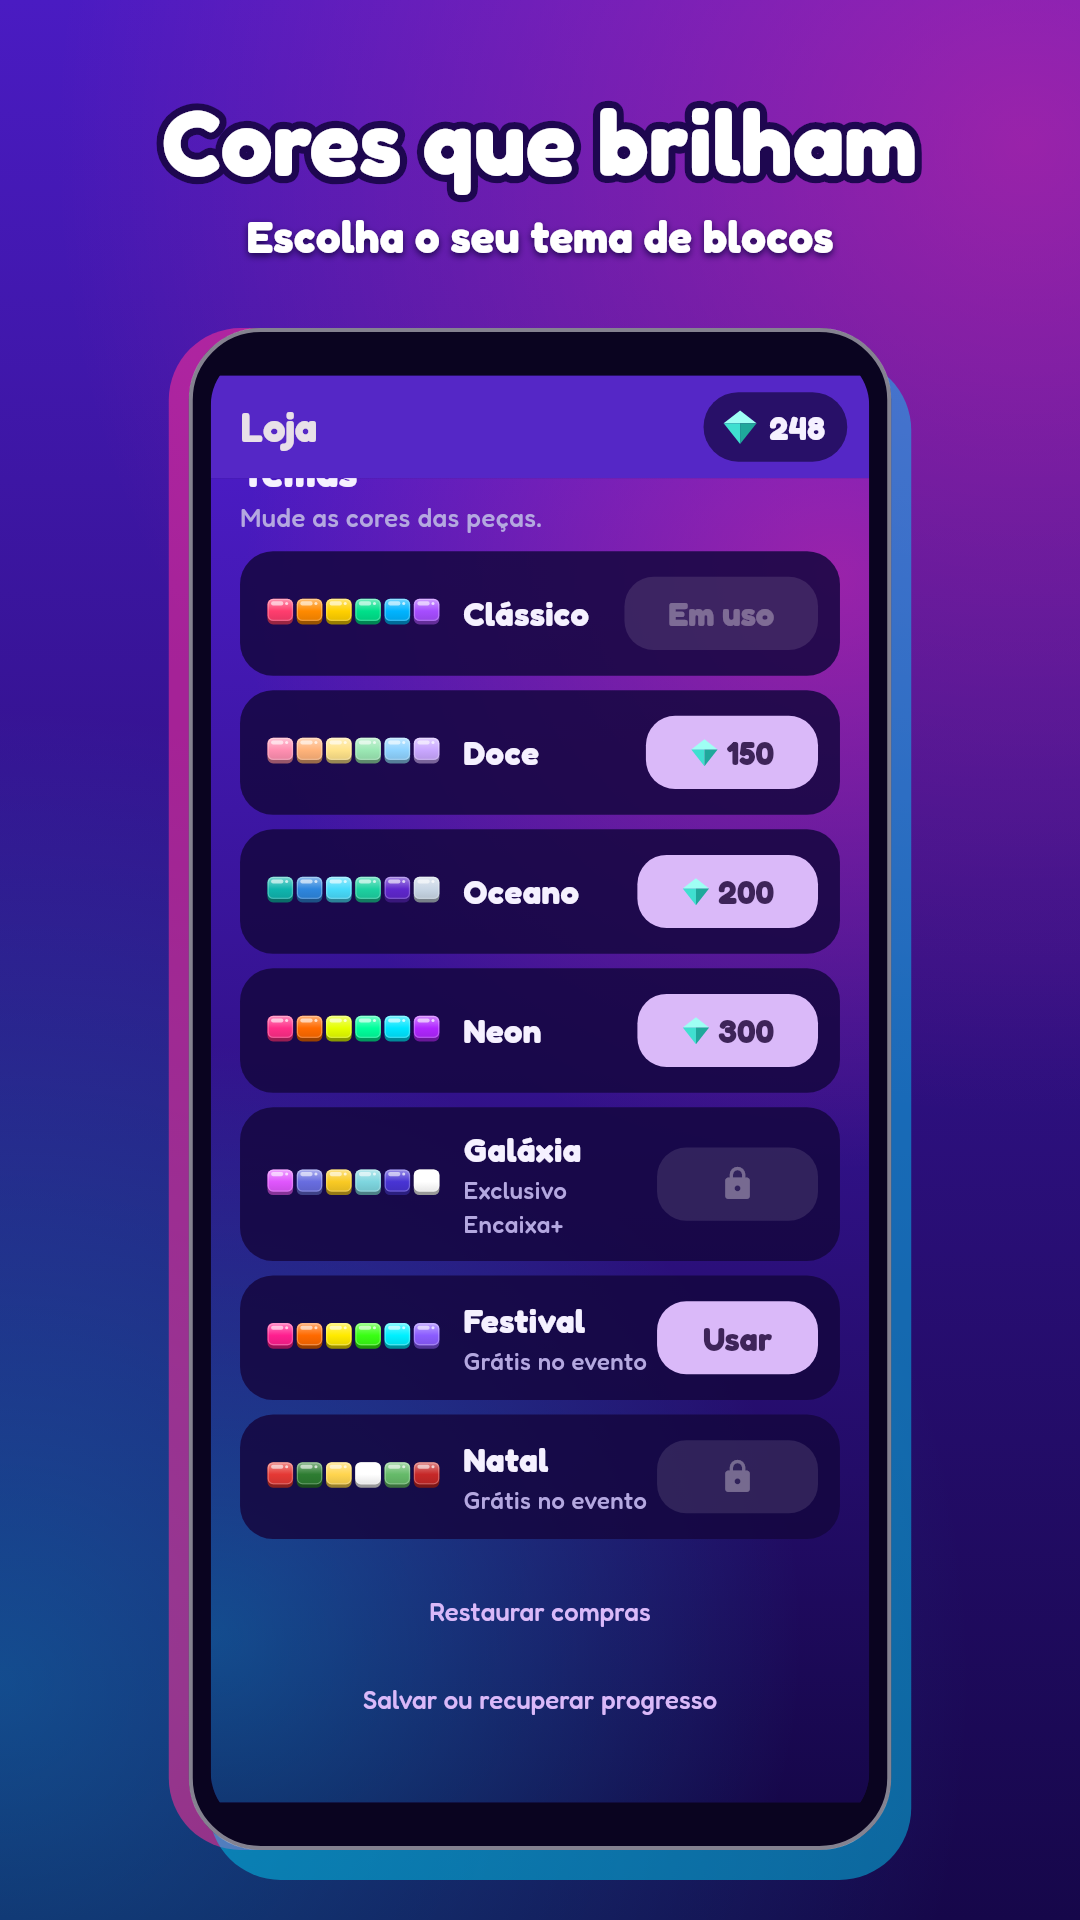 Cores que brilham
Escolha o seu tema de blocos
Loja
248
Temas
Mude as cores das peças.
Clássico
Em uso
Doce
150
Oceano
200
Neon
300
Galáxia
Exclusivo
Encaixa+
Festival
Grátis no evento
Usar
Natal
Grátis no evento
Restaurar compras
Salvar ou recuperar progresso